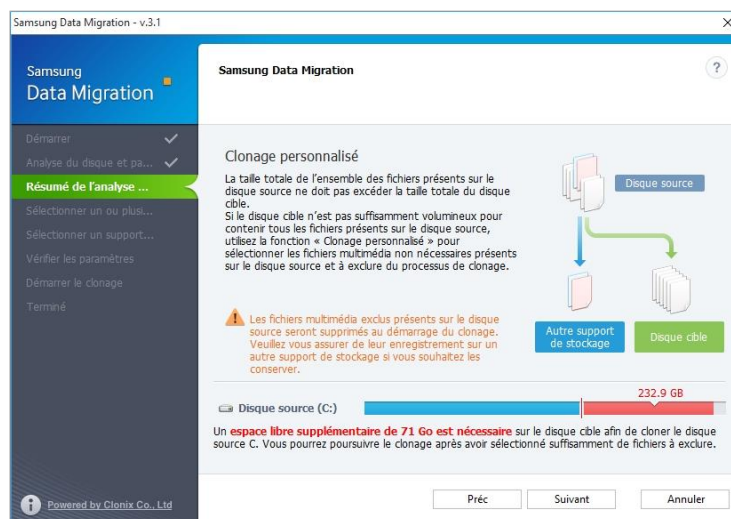 Samsung Data Migration - v.3.1
Samsung
Data Migration
Samsung Data Migration
?
Démarrer
Analyse du disque et pa...
Résumé de l'analyse ...
Sélectionner un ou plusi...
Sélectionner un support...
Vérifier les paramètres
Démarrer le clonage
Terminé
Clonage personnalisé
La taille totale de l'ensemble des fichiers présents sur le
disque source ne doit pas excéder la taille totale du disque
cible.
Si le disque cible n'est pas suffisamment volumineux pour
contenir tous les fichiers présents sur le disque source,
utilisez la fonction « Clonage personnalisé » pour
sélectionner les fichiers multimédia non nécessaires présents
sur le disque source et à exclure du processus de clonage.
Disque source
Autre support
de stockage
Disque cible
Les fichiers multimédia exclus présents sur le disque
source seront supprimés au démarrage du clonage.
Veuillez vous assurer de leur enregistrement sur un
autre support de stockage si vous souhaitez les
conserver.
232.9 GB
Disque source (C:)
Un espace libre supplémentaire de 71 Go est nécessaire sur le disque cible afin de cloner le disque
source C. Vous pourrez poursuivre le clonage après avoir sélectionné suffisamment de fichiers à exclure.
Powered by Clonix Co., Ltd
Préc
Suivant
Annuler